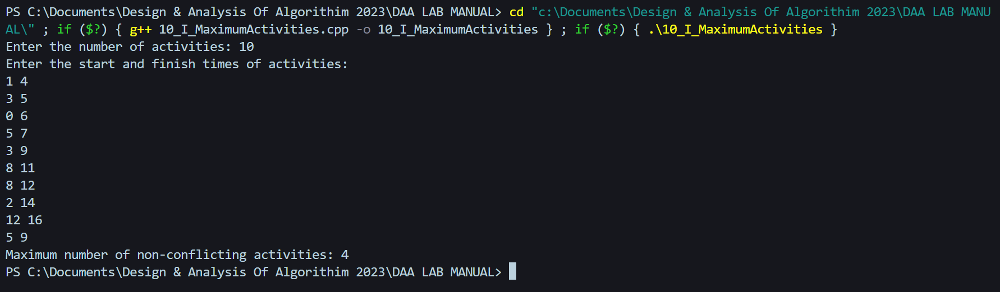 PS C:\Documents\Design & Analysis Of Algorithim 2023\DAA LAB MANUAL> cd "c:\Documents\Design & Analysis Of Algorithim 2023\DAA LAB MANU
AL\" ; if ($?) { g++ 10_I_MaximumActivities.cpp -o 10_I_MaximumActivities } ; if ($?) { .\10_I_MaximumActivities }
Enter the number of activities: 10
Enter the start and finish times of activities:
1 4
3 5
0 6
5 7
3 9
8 11
8 12
2 14
12 16
5 9
Maximum number of non-conflicting activities: 4
PS C:\Documents\Design & Analysis Of Algorithim 2023\DAA LAB MANUAL>